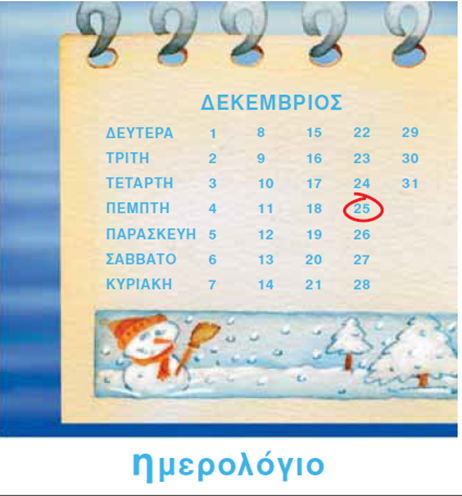 ΔΕΚΕΜΒΡΙΟΣ
ΔΕΥΤΕΡΑ 1 8 15 22 29
ΤΡΙΤΗ 2 9 16 23 30
ΤΕΤΑΡΤΗ 3 10 17 24 31
ΠΕΜΠΤΗ 4 11 18 25
ΠΑΡΑΣΚΕΥΗ 5 12 19 26
ΣΑΒΒΑΤΟ 6 13 20 27
ΚΥΡΙΑΚΗ 7 14 21 28
ημερολόγιο